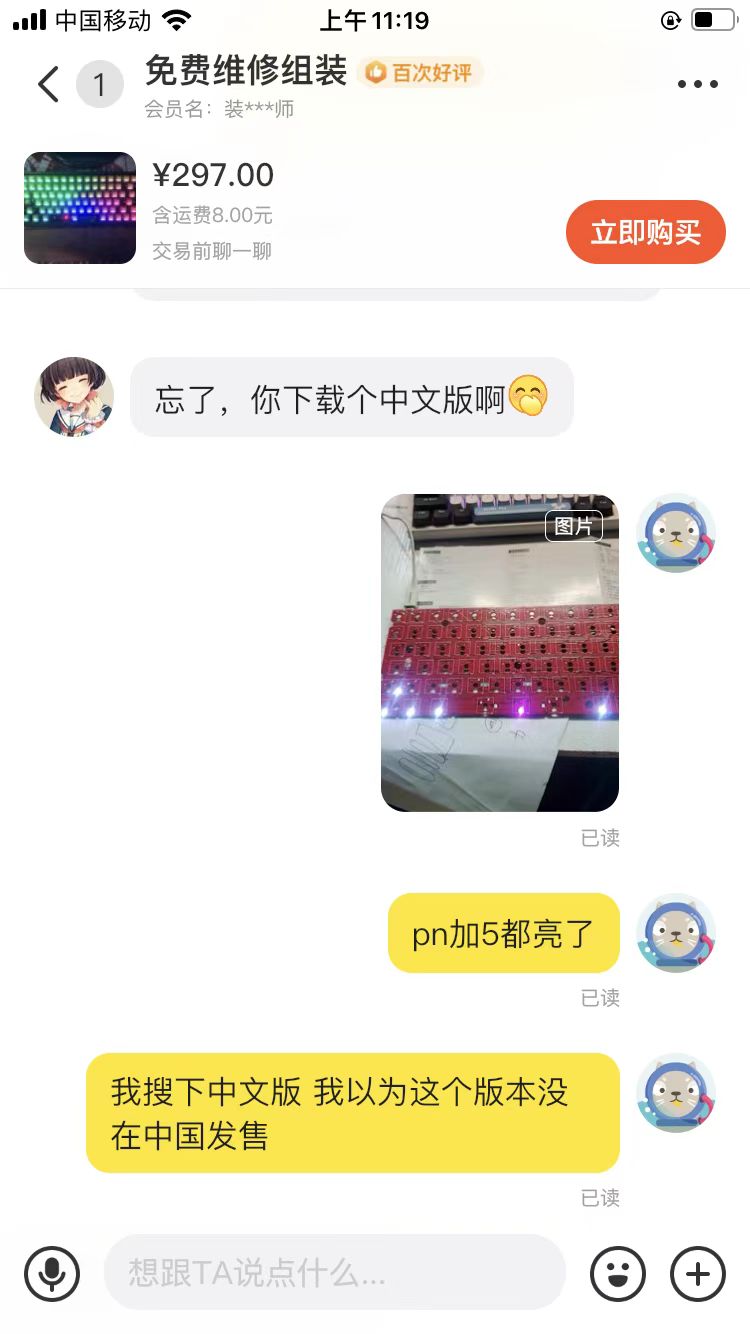 中国移动
上午11:19
1
免费维修组装
百次好评
会员名：装***师
¥297.00
含运费8.00元
交易前聊一聊
立即购买
忘了，你下载个中文版啊🤭
图片
已读
pn加5都亮了
已读
我搜下中文版 我以为这个版本没
在中国发售
已读
想跟TA说点什么...